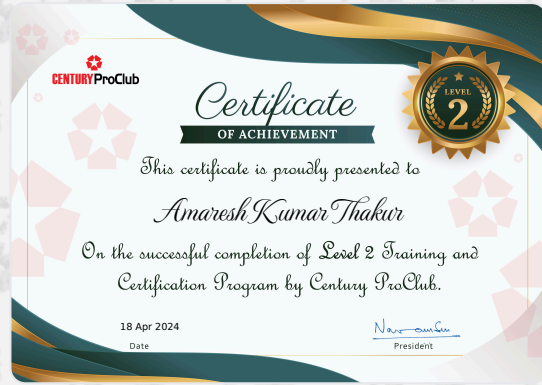 CENTURY ProClub
LEVEL
2
Certificate
OF ACHIEVEMENT
This certificate is proudly presented to
Amaresh Kumar Thakur
On the successful completion of Level 2 Training and
Certification Program by Century ProClub.
18 Apr 2024
Date
President